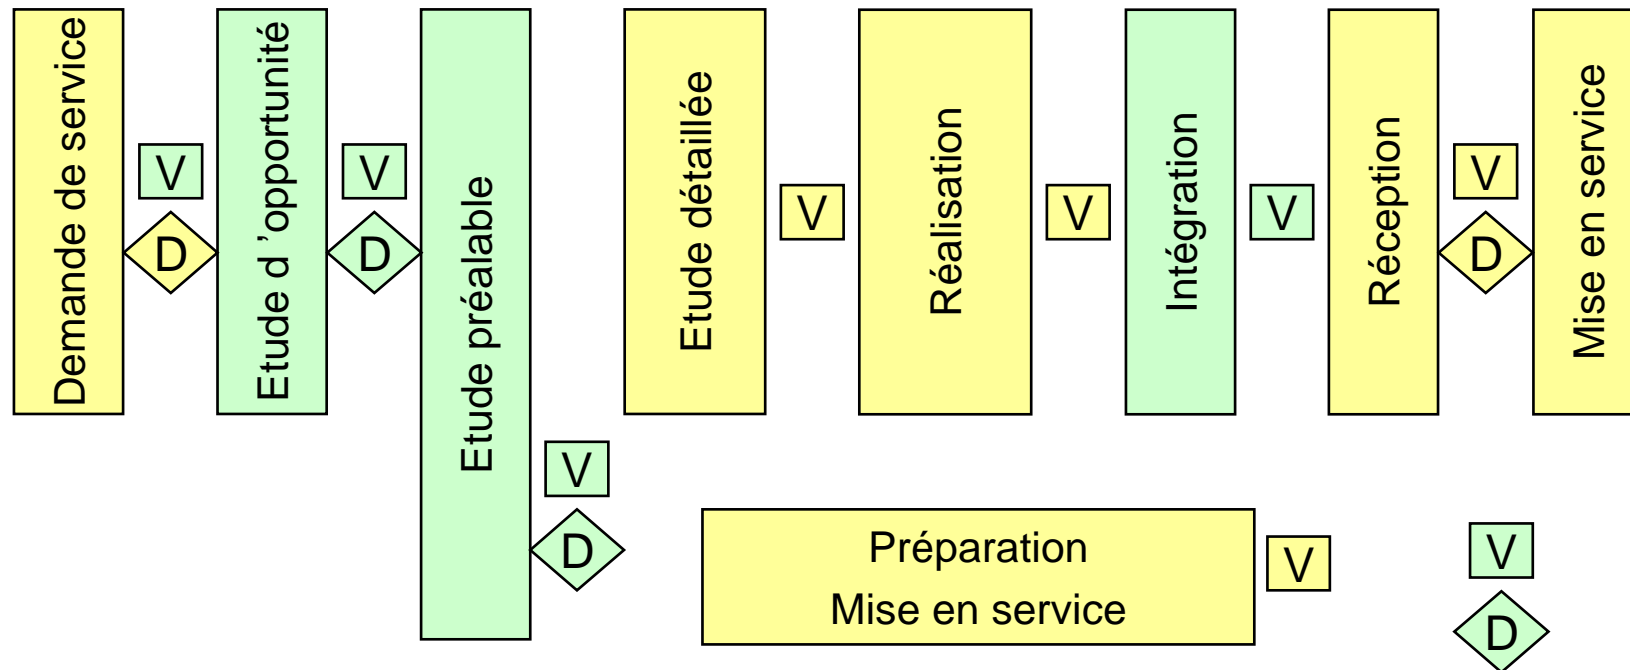 Demande de service
V
D
Etude d 'opportunité
V
D
Etude préalable
V
D
Etude détaillée
V
Réalisation
V
Intégration
V
Réception
V
D
Mise en service
Préparation
Mise en service
V
V
D